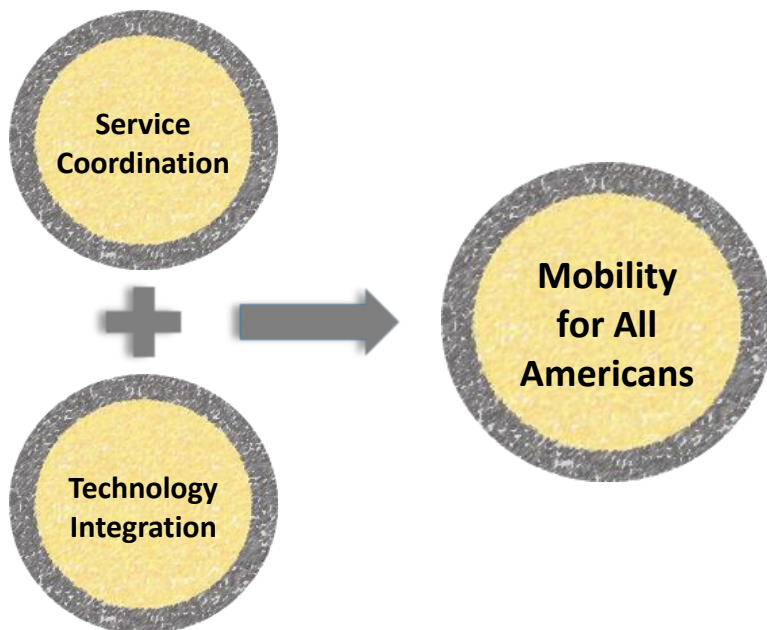 Service
Coordination
Technology
Integration
Mobility
for All
Americans